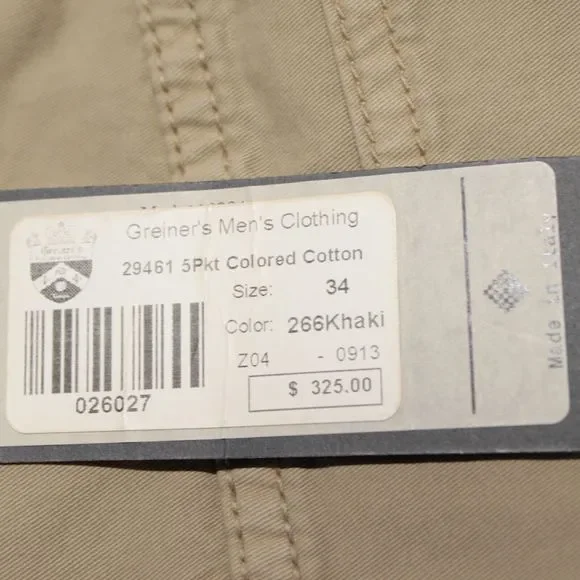 Greiner's Men's Clothing
29461 5Pkt Colored Cotton
Size: 34
Color: 266Khaki
Z04 - 0913
$ 325.00
026027
Made in Italy